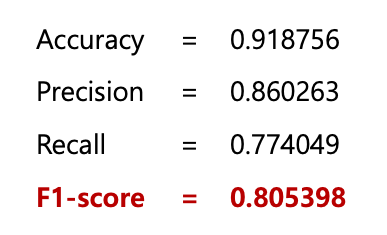 Accuracy = 0.918756
Precision = 0.860263
Recall = 0.774049
F1-score = 0.805398